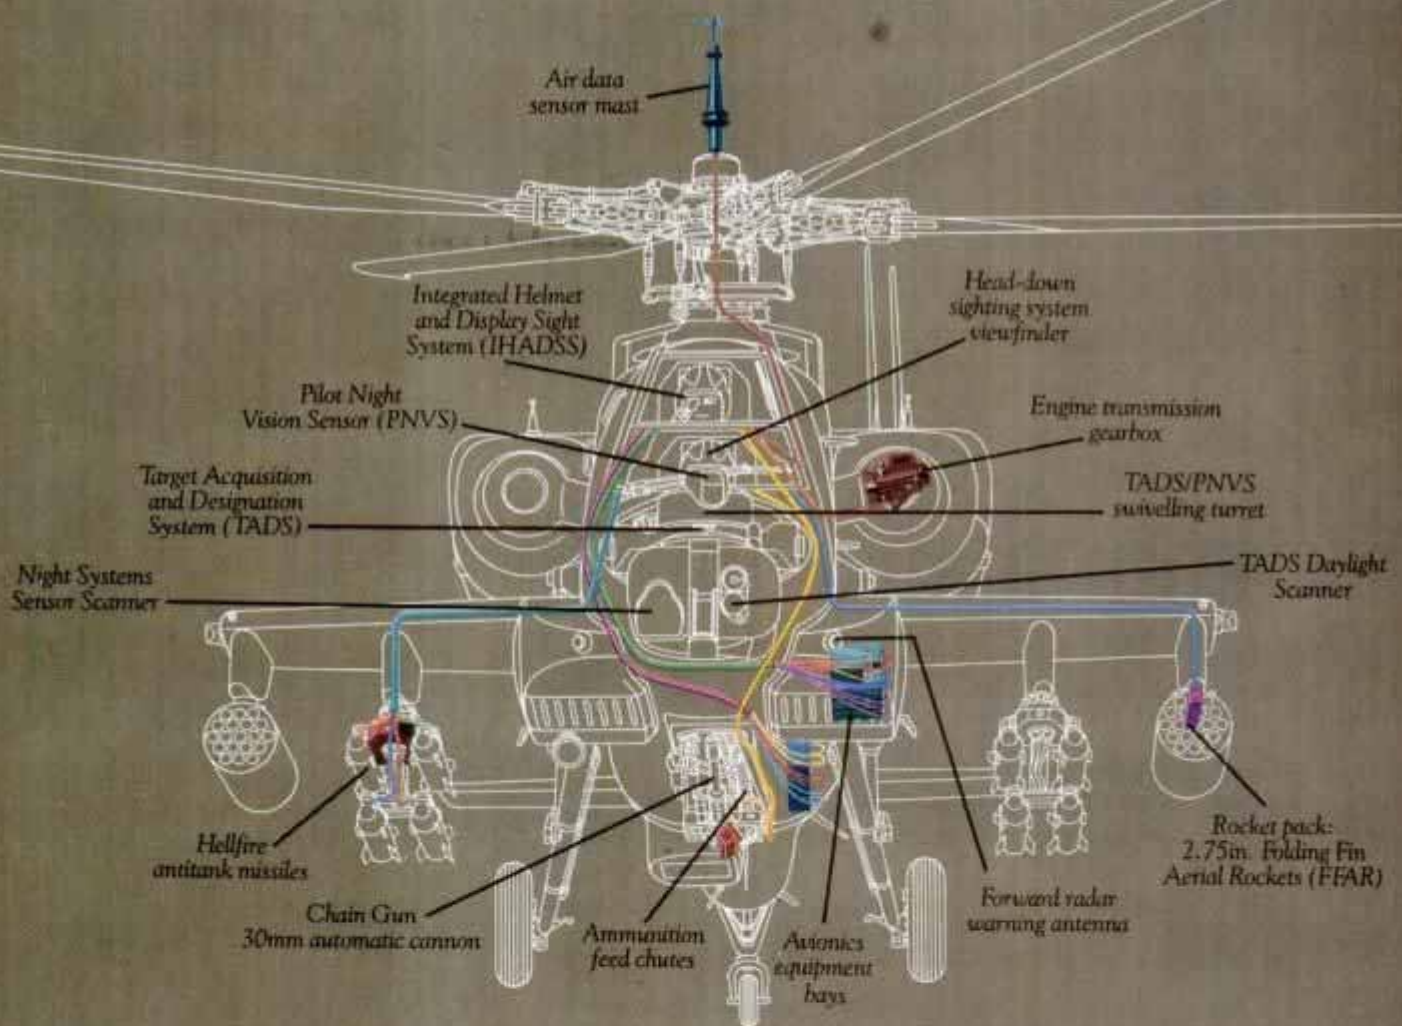 Air data
sensor mast
Integrated Helmet
and Display Sight
System (IHADSS)
Head-down
sighting system
viewfinder
Pilot Night
Vision Sensor (PNVS)
Engine transmission
gearbox
Target Acquisition
and Designation
System (TADS)
TADS/PNVS
swivelling turret
Night Systems
Sensor Scanner
TADS Daylight
Scanner
Hellfire
antitank missiles
Chain Gun
30mm automatic cannon
Ammunition
feed chutes
Avionics
equipment
bays
Forward radar
warning antenna
Rocket pack:
2.75in. Folding Fin
Aerial Rockets (FFAR)